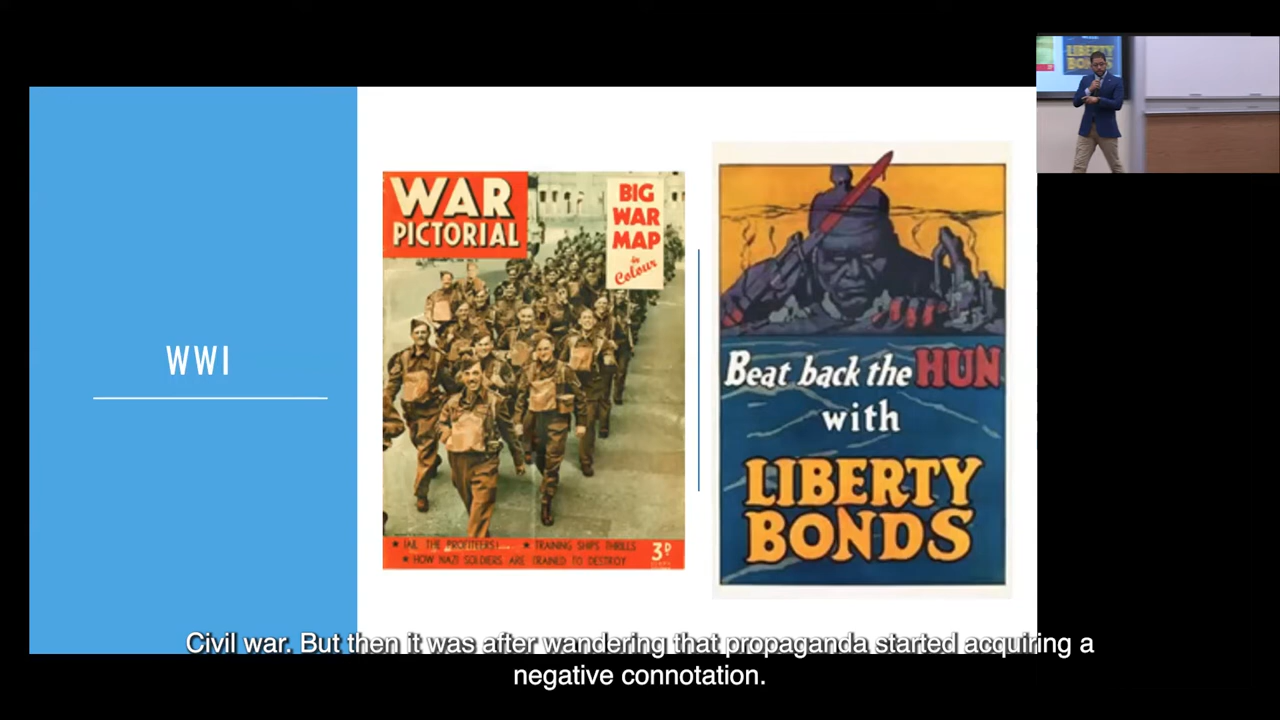 WWI
WAR
PICTORIAL
BIG
WAR
MAP
in
Colour
★ JAIL THE PROFITEERS!.... ★ TRAINING SHIPS THRILLS
★ HOW NAZI SOLDIERS ARE TRAINED TO DESTROY
3D
Beat back the HUN
with
LIBERTY
BONDS
LIBERTY
BONDS
Civil war. But then it was after wandering that propaganda started acquiring a
negative connotation.